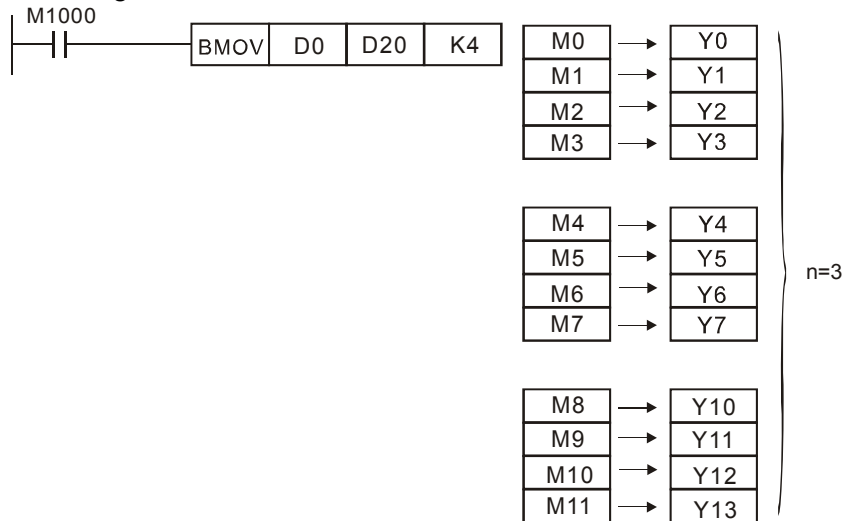 M1000
BMOV D0 D20 K4
M0 Y0
M1 Y1
M2 Y2
M3 Y3
M4 Y4
M5 Y5
M6 Y6
M7 Y7
n=3
M8 Y10
M9 Y11
M10 Y12
M11 Y13